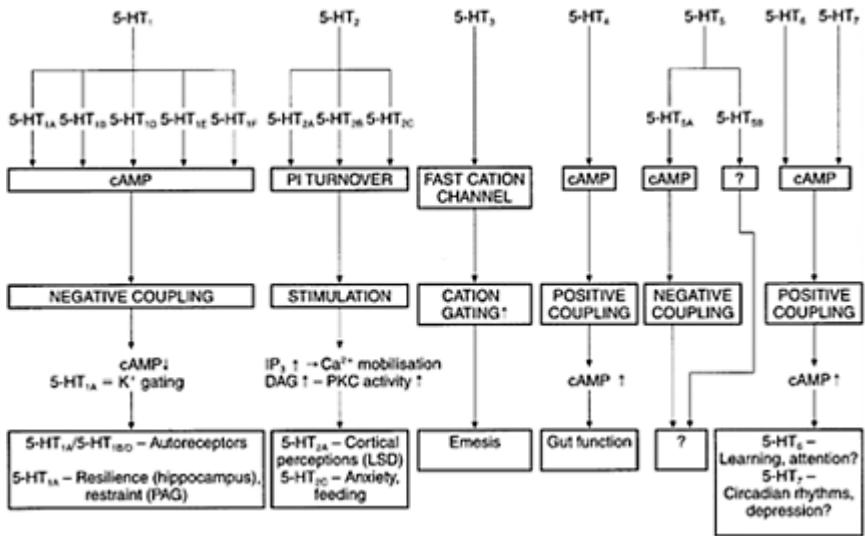 5-HT₁ 5-HT₂ 5-HT₃ 5-HT₄ 5-HT₅ 5-HT₆ 5-HT₇
5-HT₁A 5-HT₁B 5-HT₁D 5-HT₁E 5-HT₁F 5-HT₂A 5-HT₂B 5-HT₂C 5-HT₅A 5-HT₅B
cAMP PI TURNOVER FAST CATION cAMP cAMP ? cAMP
CHANNEL
NEGATIVE COUPLING STIMULATION CATION POSITIVE NEGATIVE POSITIVE
GATING↑ COUPLING COUPLING COUPLING
cAMP↓ IP₃ ↑ →Ca²⁺ mobilisation
5-HT₁A = K⁺ gating DAG ↑ – PKC activity ↑ cAMP ↑ cAMP↑
5-HT₁A/5-HT₁B/D – Autoreceptors
5-HT₁A – Resilience (hippocampus),
restraint (PAG)
5-HT₂A – Cortical
perceptions (LSD)
5-HT₂C – Anxiety,
feeding
Emesis
Gut function
?
5-HT₆ –
Learning, attention?
5-HT₇ –
Circadian rhythms,
depression?